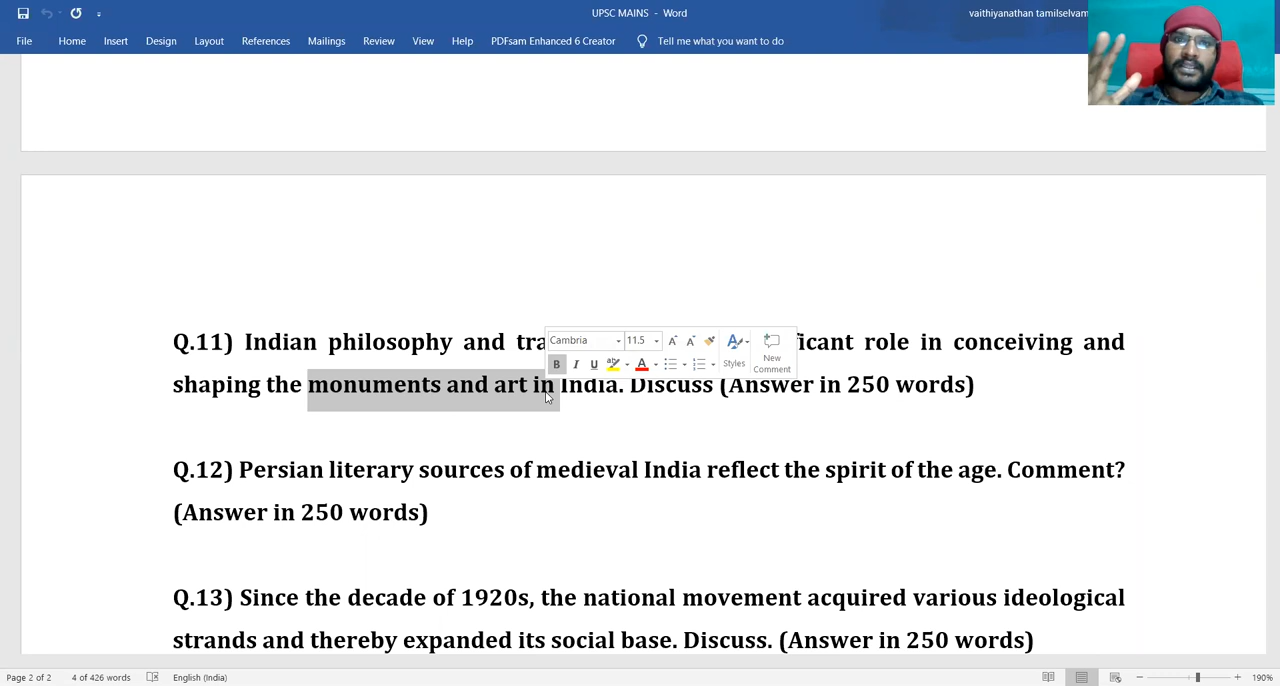 UPSC MAINS - Word
vaithiyanathan tamilselvam
File Home Insert Design Layout References Mailings Review View Help PDFsam Enhanced 6 Creator Tell me what you want to do
Q.11) Indian philosophy and tra ficant role in conceiving and
Cambria 11.5
B I U ab A Styles New Comment
shaping the monuments and art in India. Discuss (Answer in 250 words)
Q.12) Persian literary sources of medieval India reflect the spirit of the age. Comment?
(Answer in 250 words)
Q.13) Since the decade of 1920s, the national movement acquired various ideological
strands and thereby expanded its social base. Discuss. (Answer in 250 words)
Page 2 of 2 4 of 426 words English (India) 190%